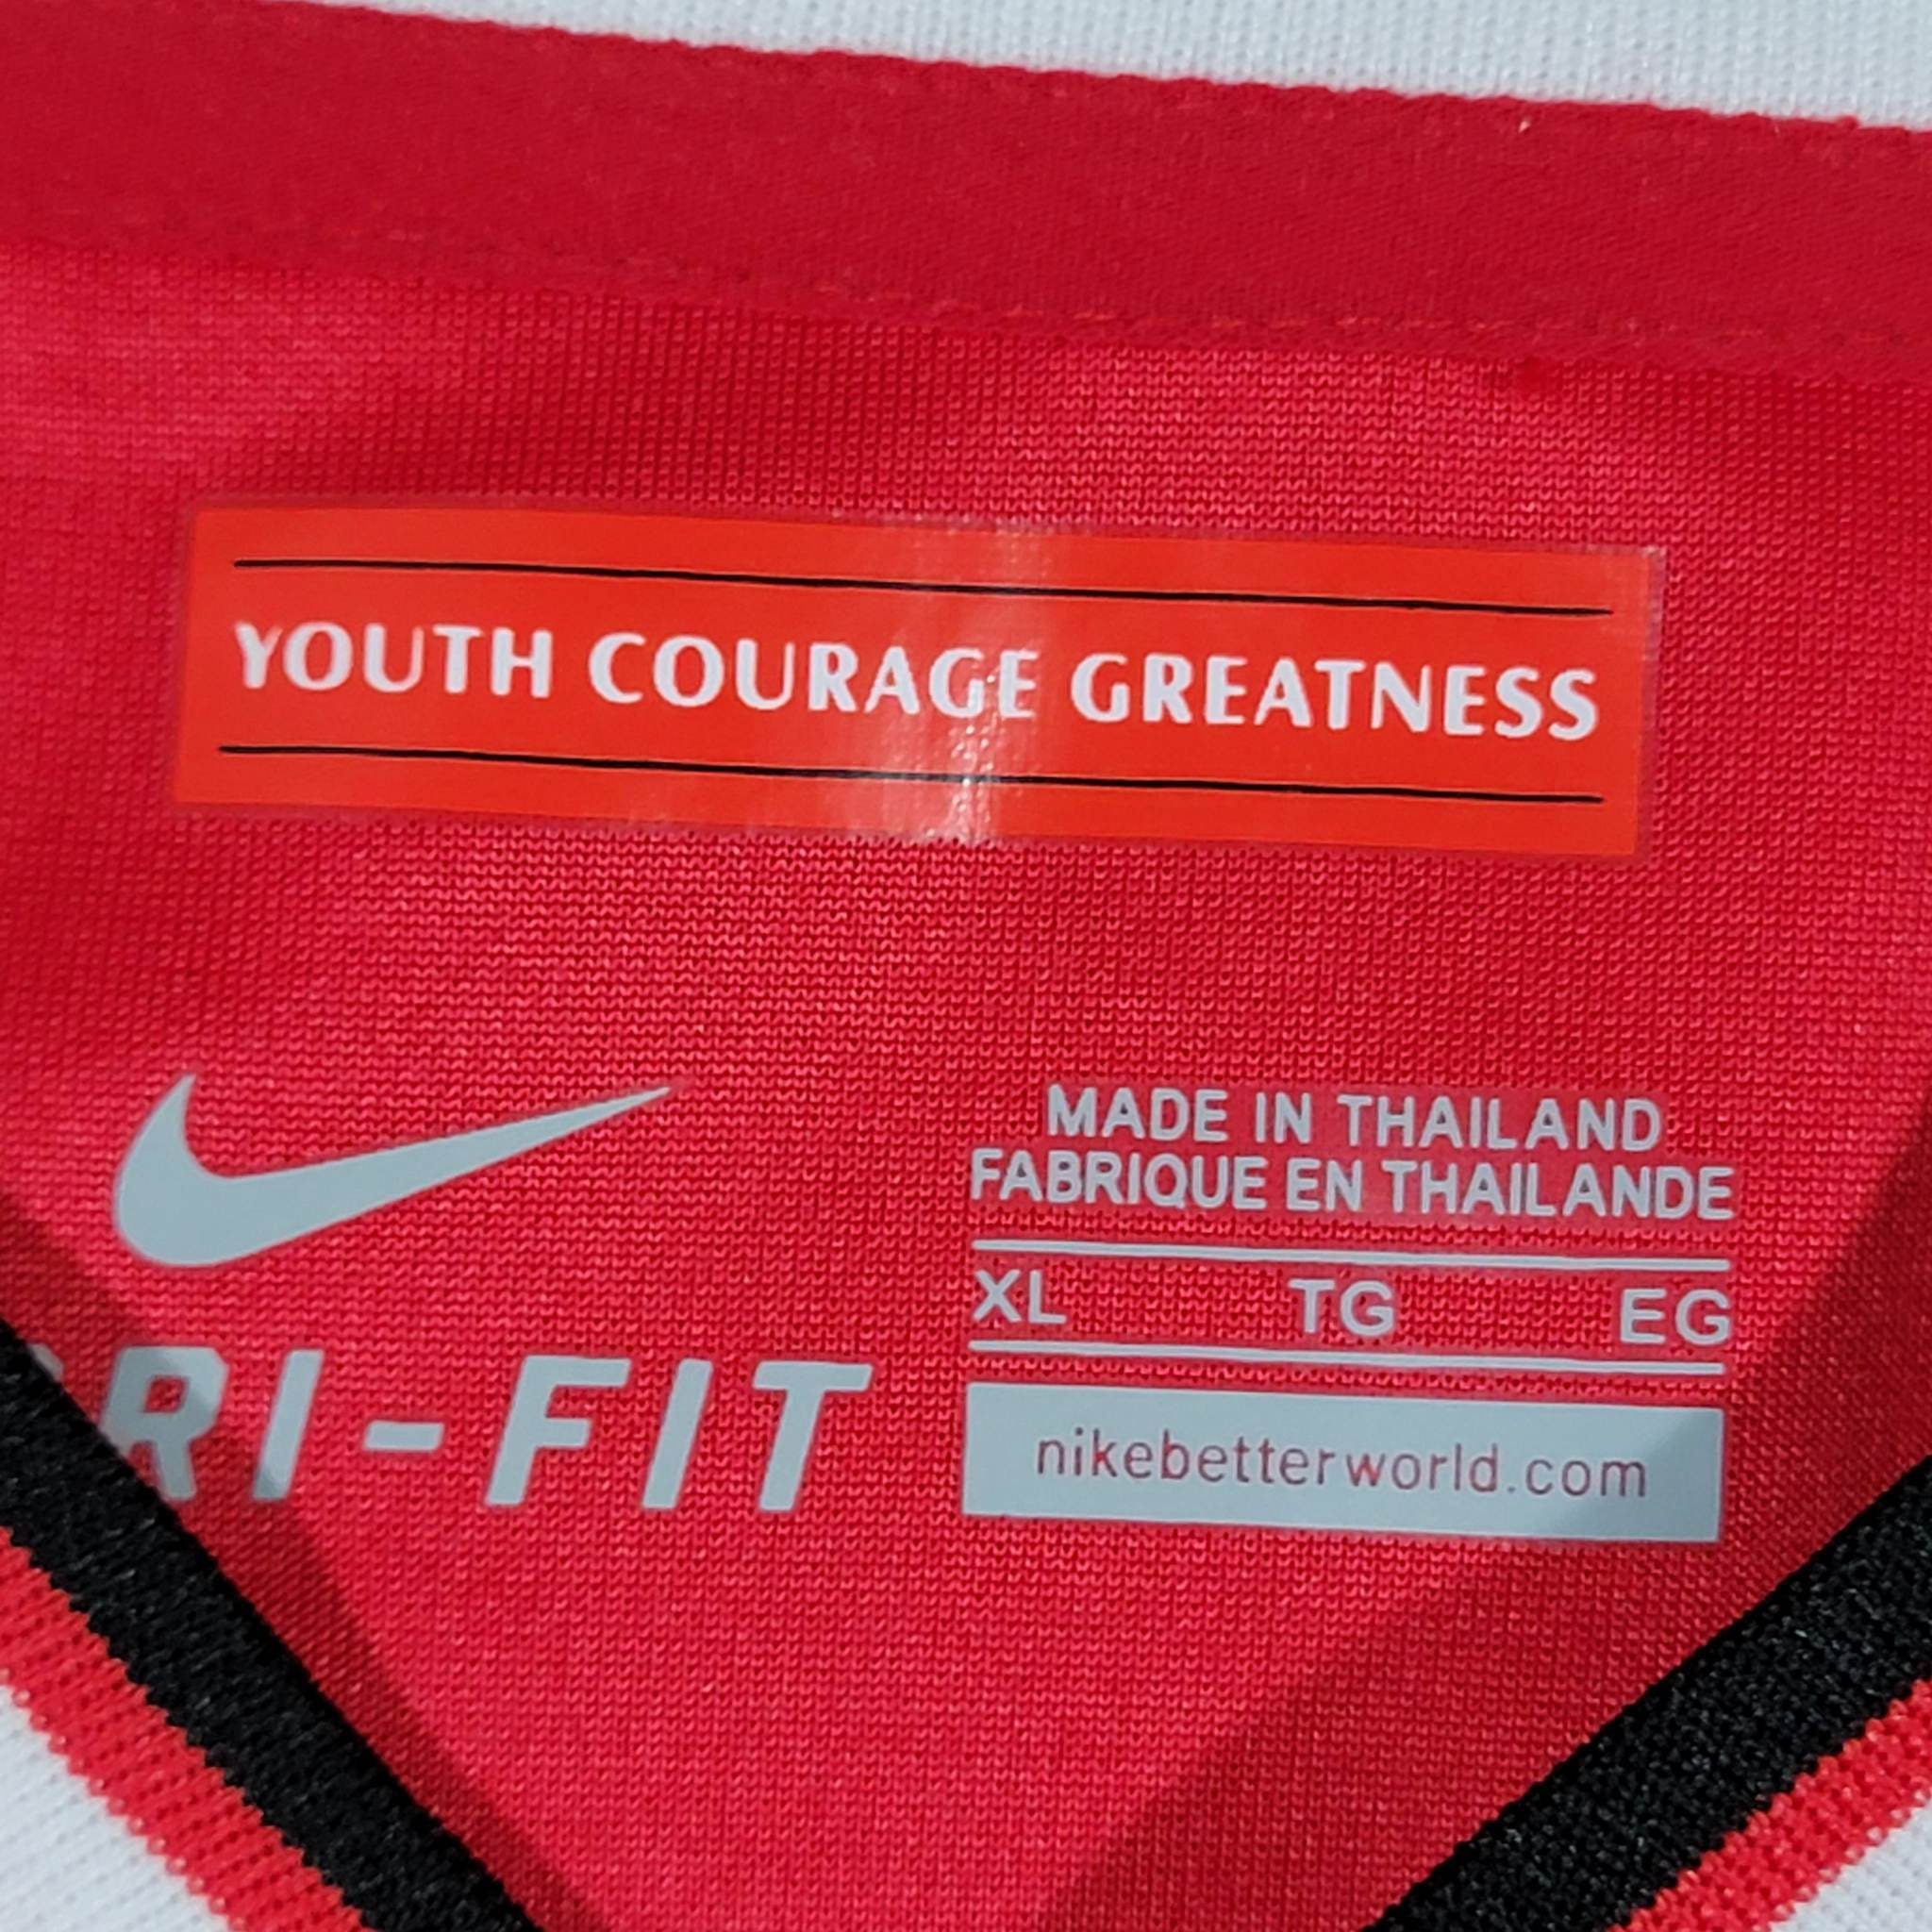 YOUTH COURAGE GREATNESS
MADE IN THAILAND
FABRIQUE EN THAILANDE
XL TG EG
RI-FIT
nikebetterworld.com